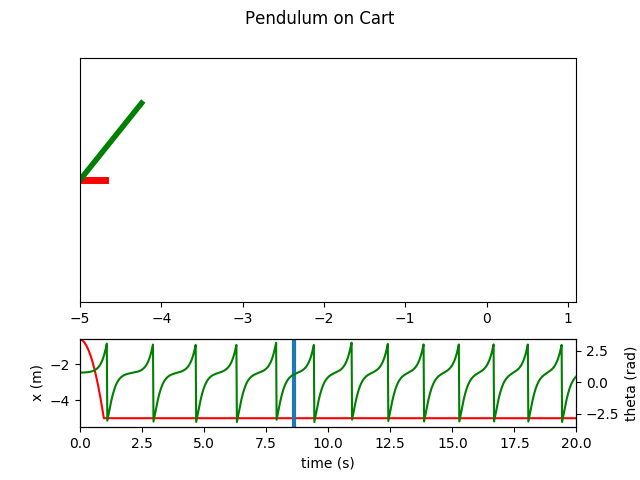 Pendulum on Cart
−5 −4 −3 −2 −1 0 1
−2
−4
x (m)
2.5
0.0
−2.5
theta (rad)
0.0 2.5 5.0 7.5 10.0 12.5 15.0 17.5 20.0
time (s)